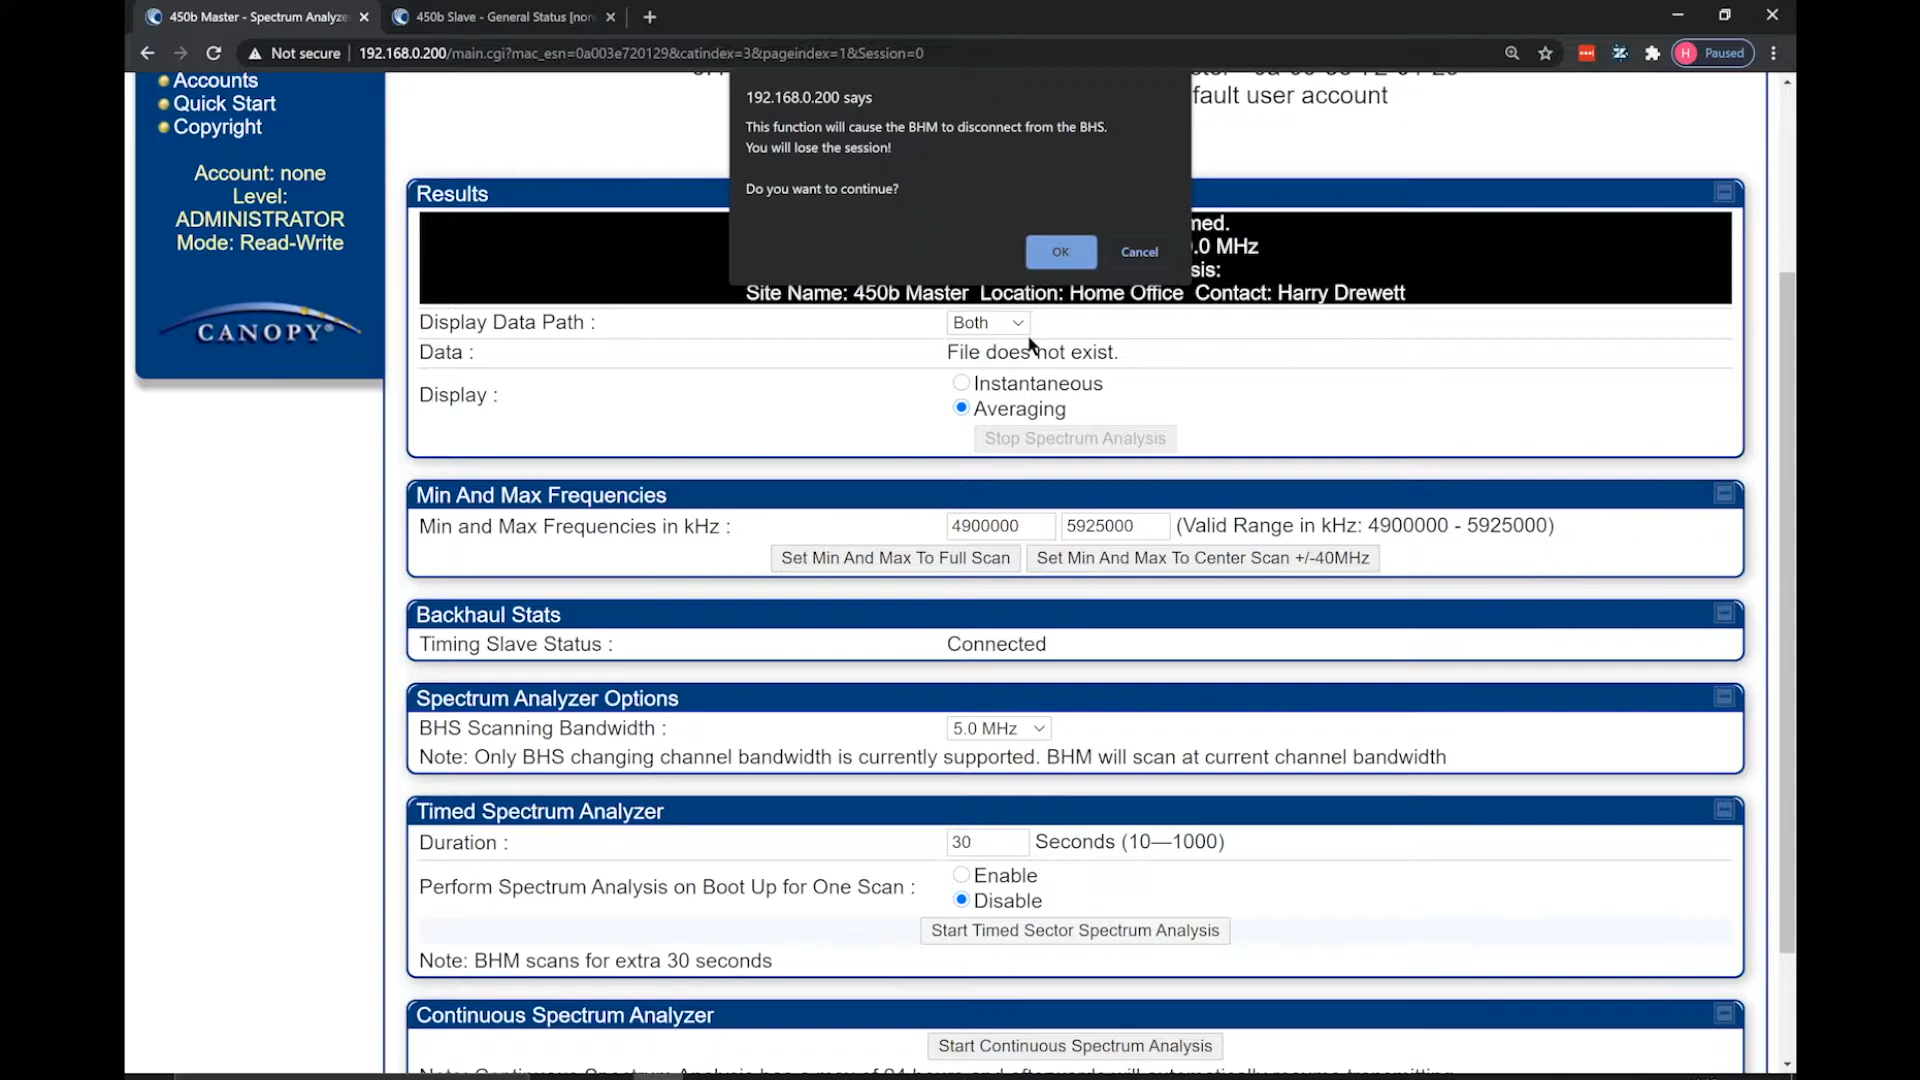 450b Master - Spectrum Analyze
450b Slave - General Status [non
Not secure
192.168.0.200/main.cgi?mac_esn=0a003e720129&catindex=3&pageindex=1&Session=0
H Paused
Accounts
Quick Start
Copyright
Account: none
Level:
ADMINISTRATOR
Mode: Read-Write
CANOPY®
192.168.0.200 says
This function will cause the BHM to disconnect from the BHS.
You will lose the session!
Do you want to continue?
OK
Cancel
fault user account
Results
med.
.0 MHz
sis:
Site Name: 450b Master Location: Home Office Contact: Harry Drewett
Display Data Path : Both
Data : File does not exist.
Display :
Instantaneous
Averaging
Stop Spectrum Analysis
Min And Max Frequencies
Min and Max Frequencies in kHz : 4900000 5925000 (Valid Range in kHz: 4900000 - 5925000)
Set Min And Max To Full Scan
Set Min And Max To Center Scan +/-40MHz
Backhaul Stats
Timing Slave Status : Connected
Spectrum Analyzer Options
BHS Scanning Bandwidth : 5.0 MHz
Note: Only BHS changing channel bandwidth is currently supported. BHM will scan at current channel bandwidth
Timed Spectrum Analyzer
Duration : 30 Seconds (10—1000)
Perform Spectrum Analysis on Boot Up for One Scan :
Enable
Disable
Start Timed Sector Spectrum Analysis
Note: BHM scans for extra 30 seconds
Continuous Spectrum Analyzer
Start Continuous Spectrum Analysis